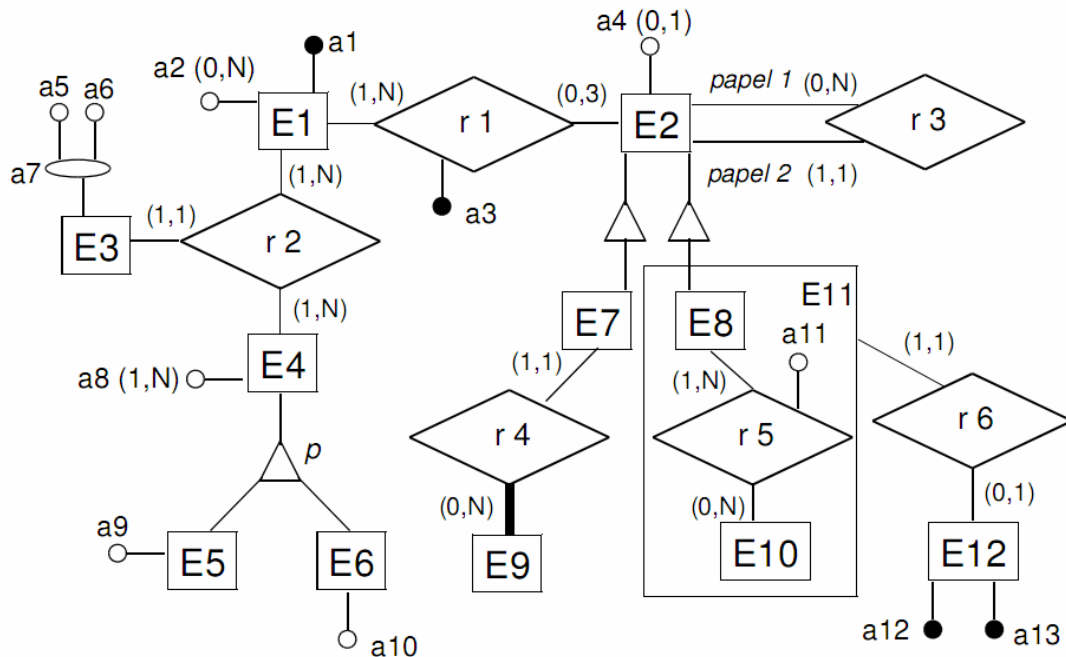 a1
a4 (0,1)
a2 (0,N)
a5
a6
(1,N)
(0,3)
papel 1
(0,N)
E1
r 1
E2
r 3
a7
(1,N)
papel 2
(1,1)
(1,1)
a3
E3
r 2
E11
(1,N)
E7
E8
a11
E4
(1,1)
(1,1)
a8 (1,N)
(1,N)
r 4
r 5
r 6
p
(0,N)
(0,N)
(0,1)
a9
E5
E6
E9
E10
E12
a10
a12
a13